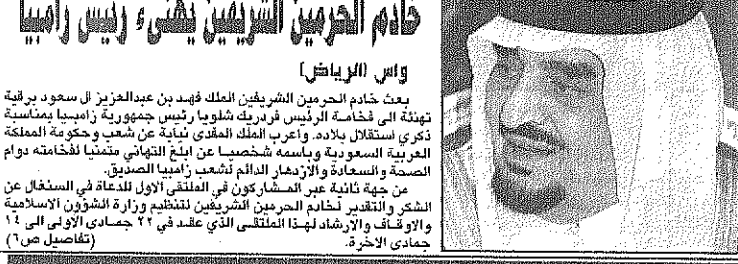 خادم الحرمين الشريفين يهنىء رئيس زامبيا
واس (الرياض)
بعث خادم الحرمين الشريفين الملك فهد بن عبدالعزيز آل سعود برقية
تهنئة الى فخامة الرئيس فردريك شلوبا رئيس جمهورية زامبيا بمناسبة
ذكرى استقلال بلاده. واعرب الملك المفدى نيابة عن شعب وحكومة المملكة
العربية السعودية وباسمه شخصيا عن ابلغ التهاني متمنيا لفخامته دوام
الصحة والسعادة والازدهار الدائم لشعب زامبيا الصديق.
من جهة ثانية عبر المشاركون في الملتقى الاول للدعاة في السنغال عن
الشكر والتقدير لخادم الحرمين الشريفين لتنظيم وزارة الشؤون الاسلامية
والاوقاف والارشاد لهذا الملتقى الذي عقد في ٢٢ جمادى الاولى الى ١٤
جمادى الاخرة. (تفاصيل ص٦)